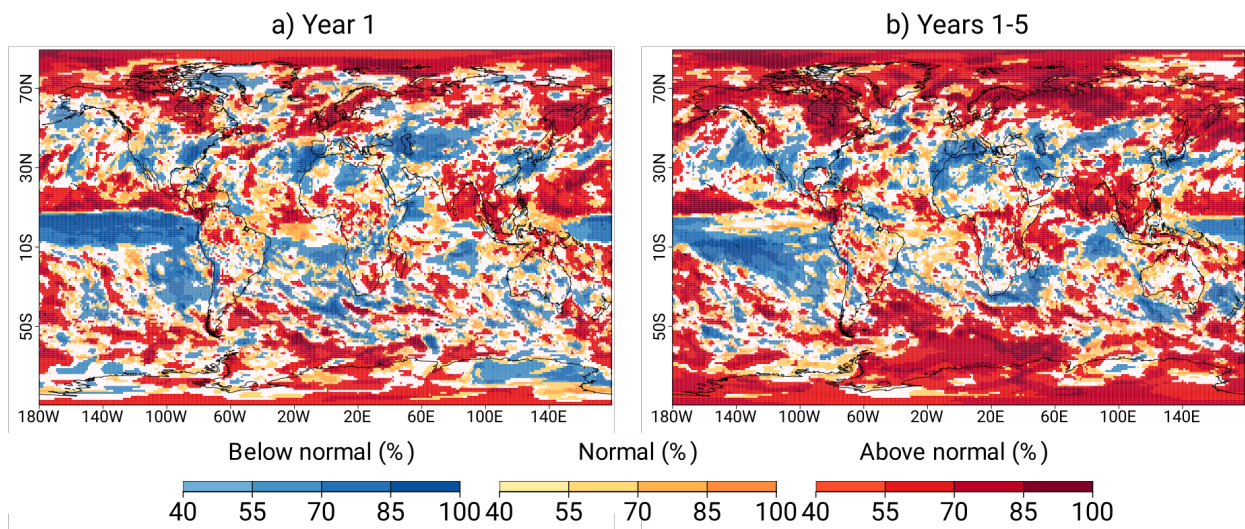 a) Year 1
b) Years 1-5
70N
30N
10S
50S
180W 140W 100W 60W 20W 20E 60E 100E 140E
70N
30N
10S
50S
180W 140W 100W 60W 20W 20E 60E 100E 140E
Below normal (%)
Normal (%)
Above normal (%)
40 55 70 85 100
40 55 70 85 100
40 55 70 85 100